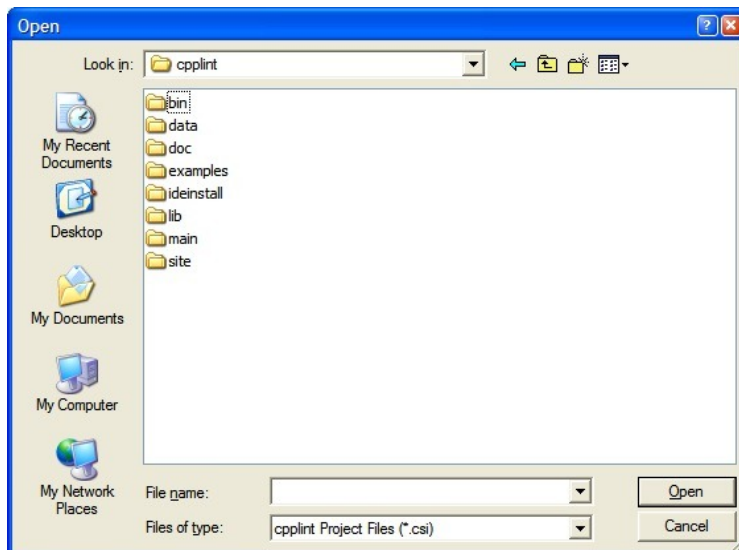 Open
Look in: cpplint
My Recent
Documents
Desktop
My Documents
My Computer
My Network
Places
bin
data
doc
examples
ideinstall
lib
main
site
File name:
Open
Files of type: cpplint Project Files (*.csi)
Cancel